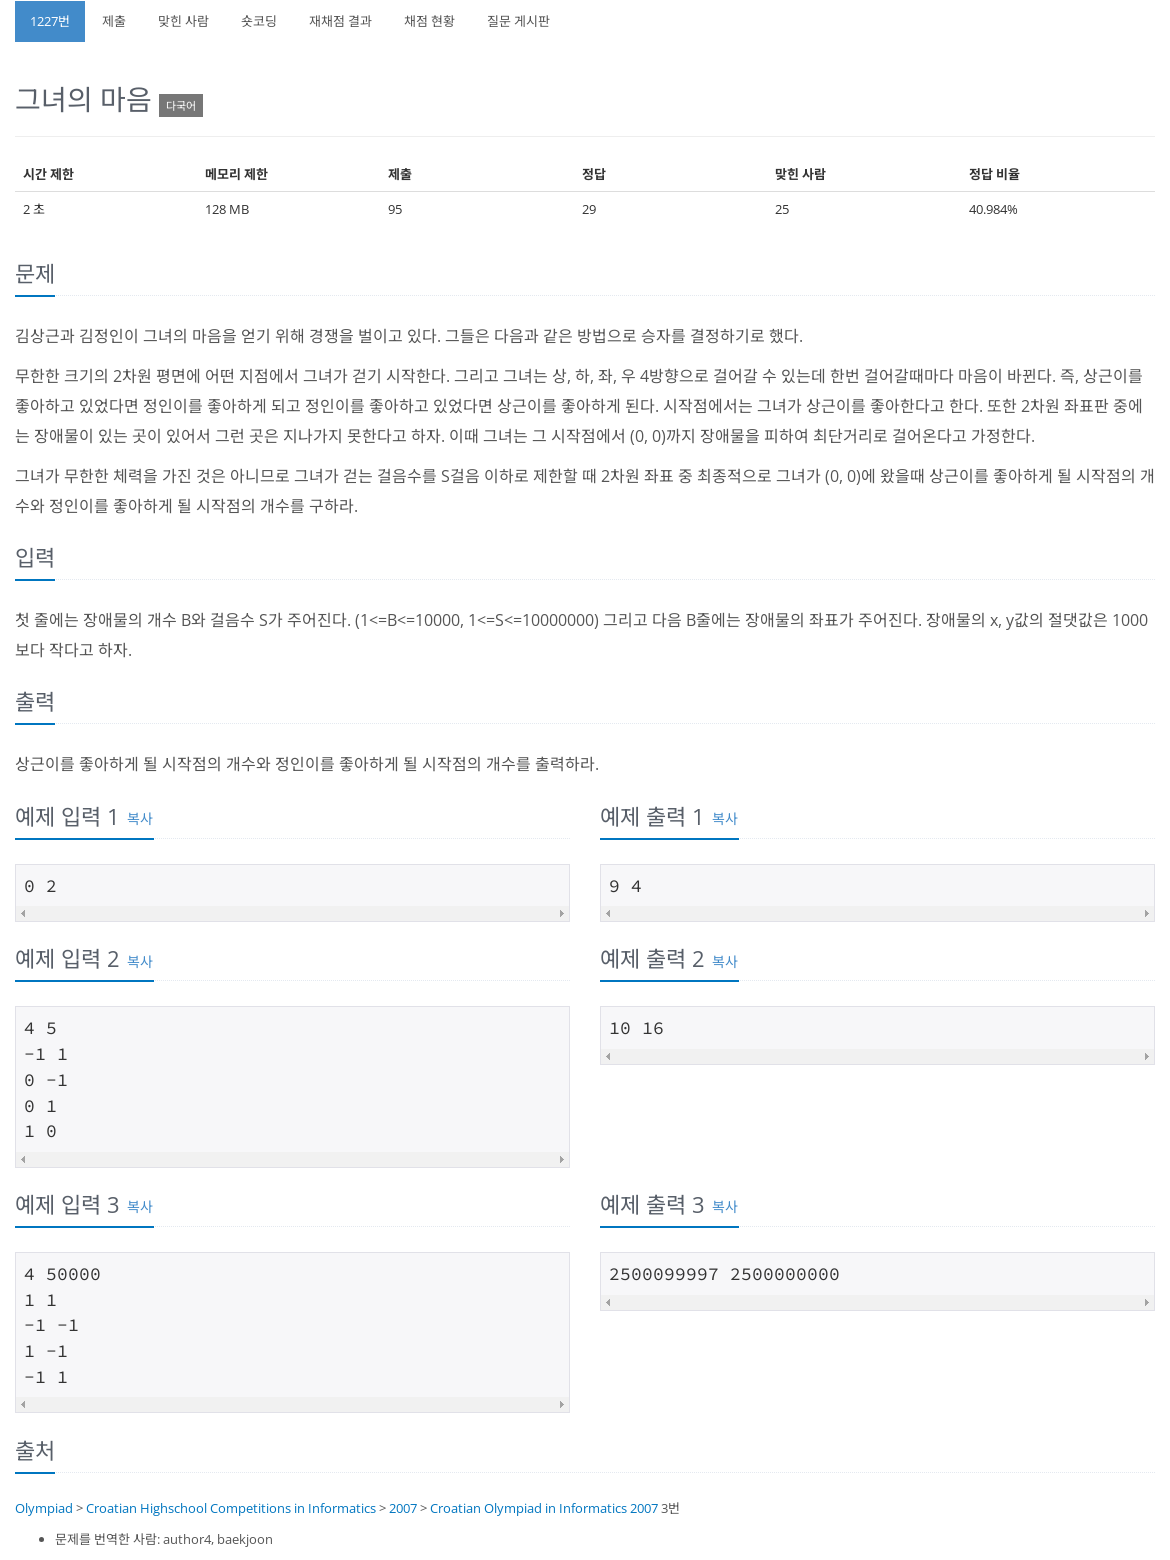 1227번 제출 맞힌 사람 숏코딩 재채점 결과 채점 현황 질문 게시판
그녀의 마음 다국어
시간 제한 메모리 제한 제출 정답 맞힌 사람 정답 비율
2 초 128 MB 95 29 25 40.984%
문제
김상근과 김정인이 그녀의 마음을 얻기 위해 경쟁을 벌이고 있다. 그들은 다음과 같은 방법으로 승자를 결정하기로 했다.
무한한 크기의 2차원 평면에 어떤 지점에서 그녀가 걷기 시작한다. 그리고 그녀는 상, 하, 좌, 우 4방향으로 걸어갈 수 있는데 한번 걸어갈때마다 마음이 바뀐다. 즉, 상근이를
좋아하고 있었다면 정인이를 좋아하게 되고 정인이를 좋아하고 있었다면 상근이를 좋아하게 된다. 시작점에서는 그녀가 상근이를 좋아한다고 한다. 또한 2차원 좌표판 중에
는 장애물이 있는 곳이 있어서 그런 곳은 지나가지 못한다고 하자. 이때 그녀는 그 시작점에서 (0, 0)까지 장애물을 피하여 최단거리로 걸어온다고 가정한다.
그녀가 무한한 체력을 가진 것은 아니므로 그녀가 걷는 걸음수를 S걸음 이하로 제한할 때 2차원 좌표 중 최종적으로 그녀가 (0, 0)에 왔을때 상근이를 좋아하게 될 시작점의 개
수와 정인이를 좋아하게 될 시작점의 개수를 구하라.
입력
첫 줄에는 장애물의 개수 B와 걸음수 S가 주어진다. (1<=B<=10000, 1<=S<=10000000) 그리고 다음 B줄에는 장애물의 좌표가 주어진다. 장애물의 x, y값의 절댓값은 1000
보다 작다고 하자.
출력
상근이를 좋아하게 될 시작점의 개수와 정인이를 좋아하게 될 시작점의 개수를 출력하라.
예제 입력 1 복사
0 2
예제 출력 1 복사
9 4
예제 입력 2 복사
4 5
-1 1
0 -1
0 1
1 0
예제 출력 2 복사
10 16
예제 입력 3 복사
4 50000
1 1
-1 -1
1 -1
-1 1
예제 출력 3 복사
2500099997 2500000000
출처
Olympiad > Croatian Highschool Competitions in Informatics > 2007 > Croatian Olympiad in Informatics 2007 3번
문제를 번역한 사람: author4, baekjoon